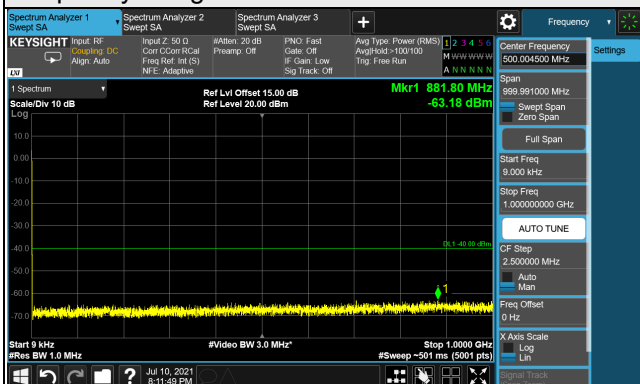 Spectrum Analyzer 1
Swept SA
Spectrum Analyzer 2
Swept SA
Spectrum Analyzer 3
Swept SA
Frequency
KEYSIGHT
Input: RF
Coupling: DC
Align: Auto
Input Z: 50 Ω
Corr CCorr RCal
Freq Ref: Int (S)
NFE: Adaptive
#Atten: 20 dB
Preamp: Off
PNO: Fast
Gate: Off
IF Gain: Low
Sig Track: Off
Avg Type: Power (RMS)
Avg|Hold:>100/100
Trig: Free Run
1 2 3 4 5 6
M W W W W W
A N N N N N
LXI
1 Spectrum
Scale/Div 10 dB
Log
Ref Lvl Offset 15.00 dB
Ref Level 20.00 dBm
Mkr1 881.80 MHz
-63.18 dBm
10.0
0.00
-10.0
-20.0
-30.0
-40.0
-50.0
-60.0
-70.0
DL1 -40.00 dBm
1
Start 9 kHz
#Res BW 1.0 MHz
#Video BW 3.0 MHz*
Stop 1.0000 GHz
#Sweep ~501 ms (5001 pts)
Jul 10, 2021
8:11:49 PM
Center Frequency
500.004500 MHz
Settings
Span
999.991000 MHz
Swept Span
Zero Span
Full Span
Start Freq
9.000 kHz
Stop Freq
1.000000000 GHz
AUTO TUNE
CF Step
2.500000 MHz
Auto
Man
Freq Offset
0 Hz
X Axis Scale
Log
Lin
Signal Track